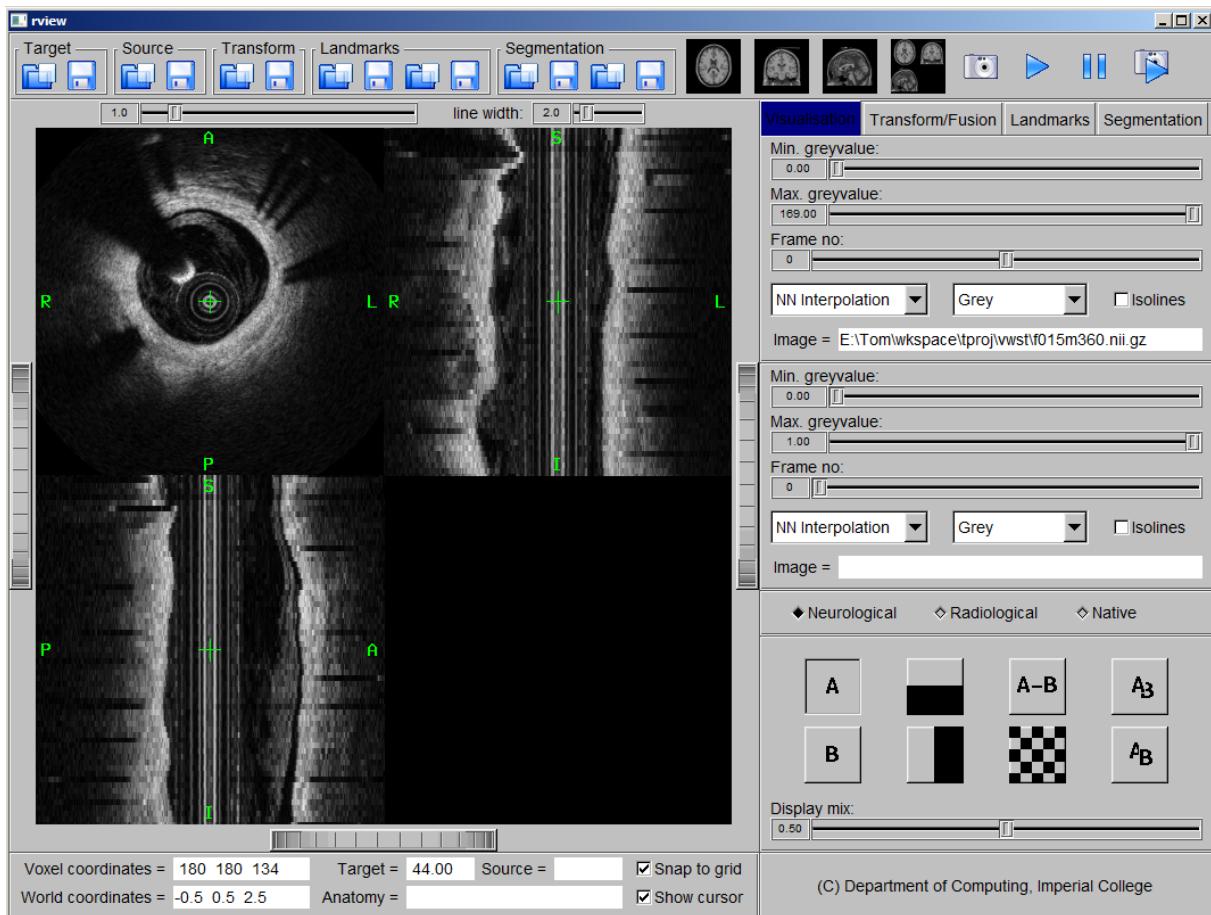 rview
Target Source Transform Landmarks Segmentation
1.0 line width: 2.0
Visualisation Transform/Fusion Landmarks Segmentation
Min. greyvalue:
0.00
Max. greyvalue:
169.00
Frame no:
0
NN Interpolation Grey Isolines
Image = E:\Tom\wkspace\tproj\vwst\f015m360.nii.gz
Min. greyvalue:
0.00
Max. greyvalue:
1.00
Frame no:
0
NN Interpolation Grey Isolines
Image =
Neurological Radiological Native
A A-B AB
B AB
Display mix:
0.50
A S
R L R L
P I
S
P A
I
Voxel coordinates = 180 180 134 Target = 44.00 Source = Snap to grid
World coordinates = -0.5 0.5 2.5 Anatomy = Show cursor
(C) Department of Computing, Imperial College